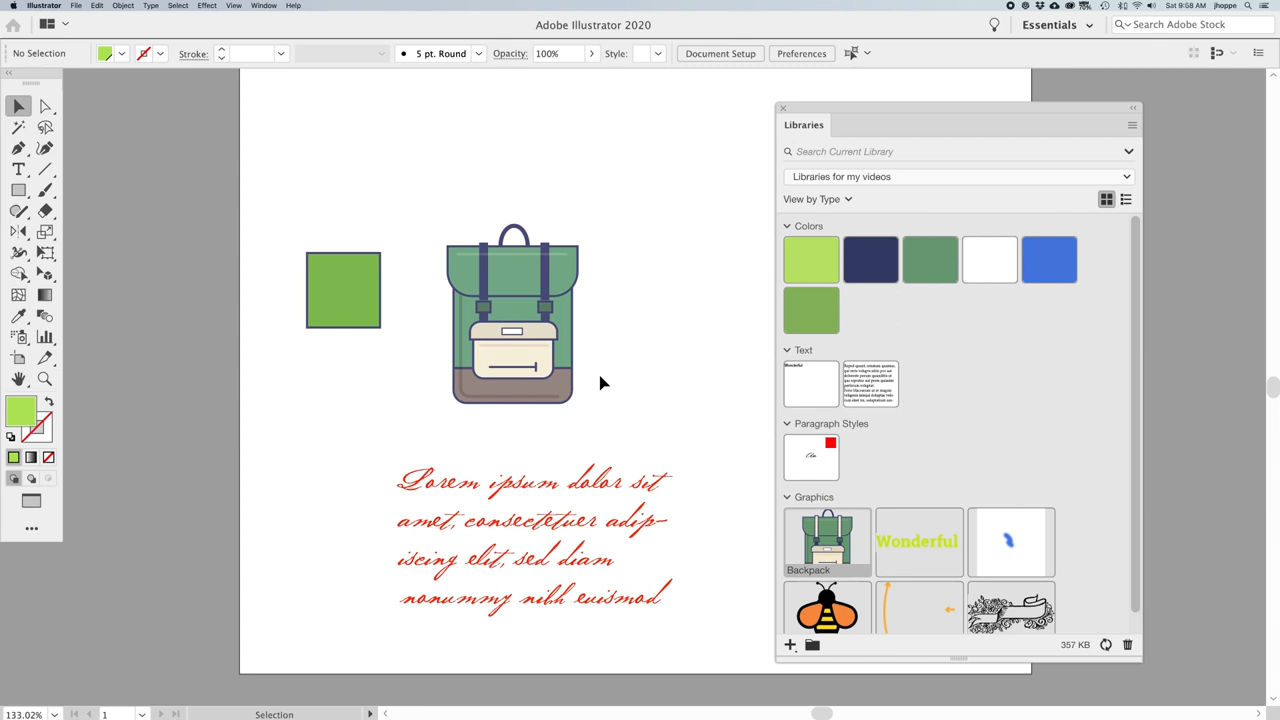 Illustrator File Edit Object Type Select Effect View Window Help
Sat 9:58 AM jhoppe
Adobe Illustrator 2020
Essentials
Search Adobe Stock
No Selection
Stroke:
5 pt. Round
Opacity: 100%
Style:
Document Setup
Preferences
Libraries
Search Current Library
Libraries for my videos
View by Type
Colors
Text
Wonderful
Paragraph Styles
Aa
Graphics
Backpack
Wonderful
357 KB
Lorem ipsum dolor sit
amet, consectetuer adip-
iscing elit, sed diam
nonummy nibh euismod
133.02%
1
Selection